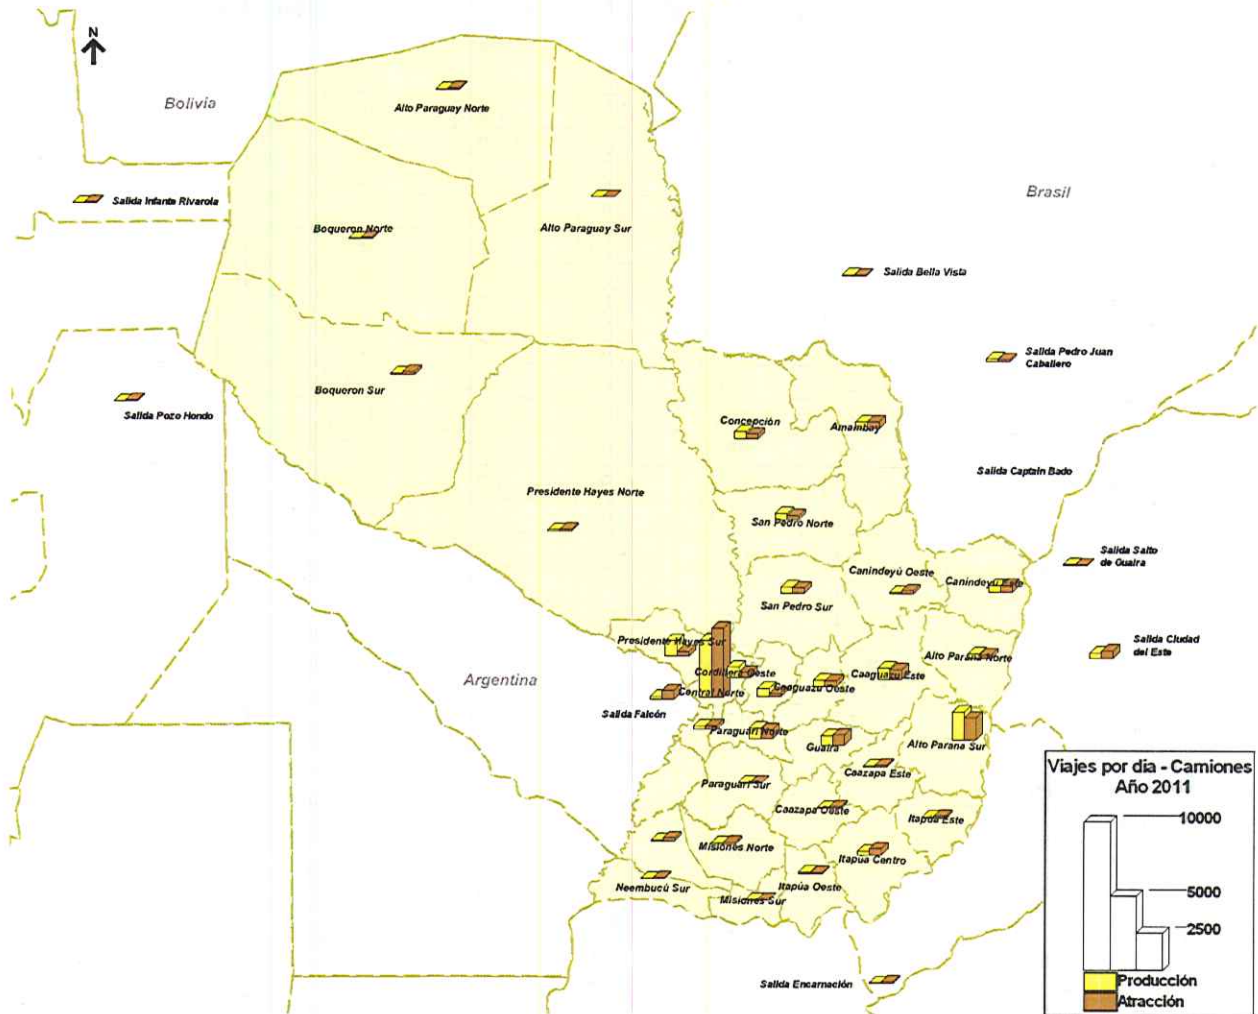 N
Bolivia
Alto Paraguay Norte
Salida Infante Rivarola
Brasil
Boqueron Norte
Alto Paraguay Sur
Salida Bella Vista
Salida Pedro Juan
Caballero
Boqueron Sur
Salida Pozo Hondo
Concepción
Amambay
Salida Captain Bado
Presidente Hayes Norte
San Pedro Norte
Salida Salto
de Guaira
Canindeyú Oeste
Canindeyú Este
San Pedro Sur
Salida Ciudad
del Este
Presidente Hayes Sur
Alto Paraná Norte
Cordillera Oeste
Caaguazu Este
Argentina
Central Norte
Caaguazu Oeste
Salida Falcón
Paraguarí Norte
Guaira
Alto Parana Sur
Caazapa Este
Paraguari Sur
Caazapa Oeste
Itapúa Este
Misiones Norte
Itapúa Centro
Neembucú Sur
Itapúa Oeste
Misiones Sur
Salida Encarnación
Viajes por dia - Camiones
Año 2011
10000
5000
2500
Producción
Atracción